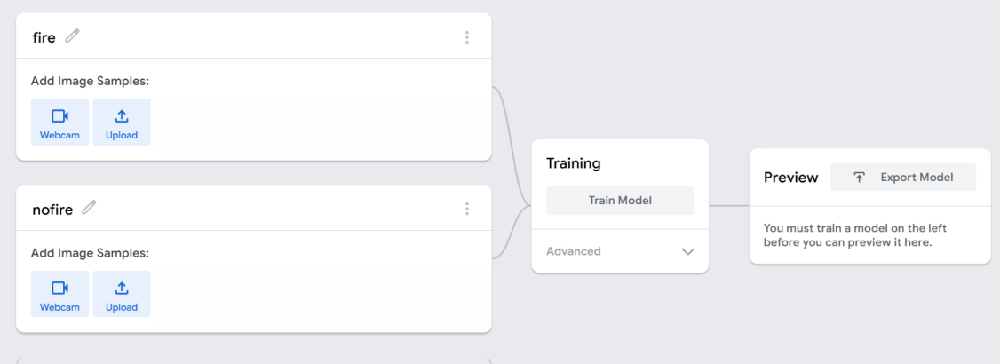 fire
Add Image Samples:
Webcam
Upload
nofire
Add Image Samples:
Webcam
Upload
Training
Train Model
Advanced
Preview
Export Model
You must train a model on the left
before you can preview it here.